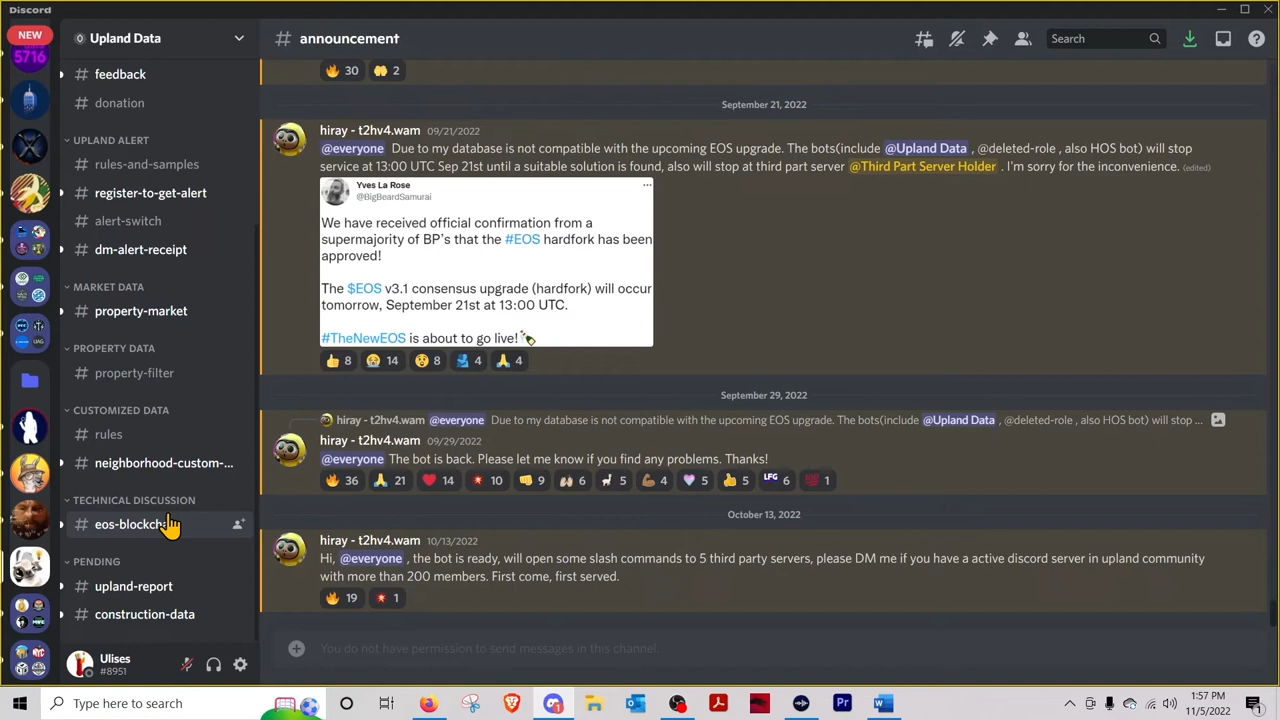 Discord
NEW
5716
Upland Data
feedback
donation
UPLAND ALERT
rules-and-samples
register-to-get-alert
alert-switch
dm-alert-receipt
MARKET DATA
property-market
PROPERTY DATA
property-filter
CUSTOMIZED DATA
rules
neighborhood-custom-...
TECHNICAL DISCUSSION
eos-blockcha
PENDING
upland-report
construction-data
Ulises
#8951
# announcement
Search
🔥 30 2
September 21, 2022
hiray - t2hv4.wam 09/21/2022
@everyone Due to my database is not compatible with the upcoming EOS upgrade. The bots(include @Upland Data , @deleted-role , also HOS bot) will stop
service at 13:00 UTC Sep 21st until a suitable solution is found, also will stop at third part server @Third Part Server Holder . I'm sorry for the inconvenience. (edited)
Yves La Rose
@BigBeardSamurai
We have received official confirmation from a
supermajority of BP's that the #EOS hardfork has been
approved!
The $EOS v3.1 consensus upgrade (hardfork) will occur
tomorrow, September 21st at 13:00 UTC.
#TheNewEOS is about to go live!
8 14 8 4 4
September 29, 2022
hiray - t2hv4.wam @everyone Due to my database is not compatible with the upcoming EOS upgrade. The bots(include @Upland Data , @deleted-role , also HOS bot) will stop ...
hiray - t2hv4.wam 09/29/2022
@everyone The bot is back. Please let me know if you find any problems. Thanks!
36 21 14 10 9 6 5 4 5 5 LFG 6 1
October 13, 2022
hiray - t2hv4.wam 10/13/2022
Hi, @everyone , the bot is ready, will open some slash commands to 5 third party servers, please DM me if you have a active discord server in upland community
with more than 200 members. First come, first served.
19 1
You do not have permission to send messages in this channel.
Type here to search
1:57 PM
11/5/2022